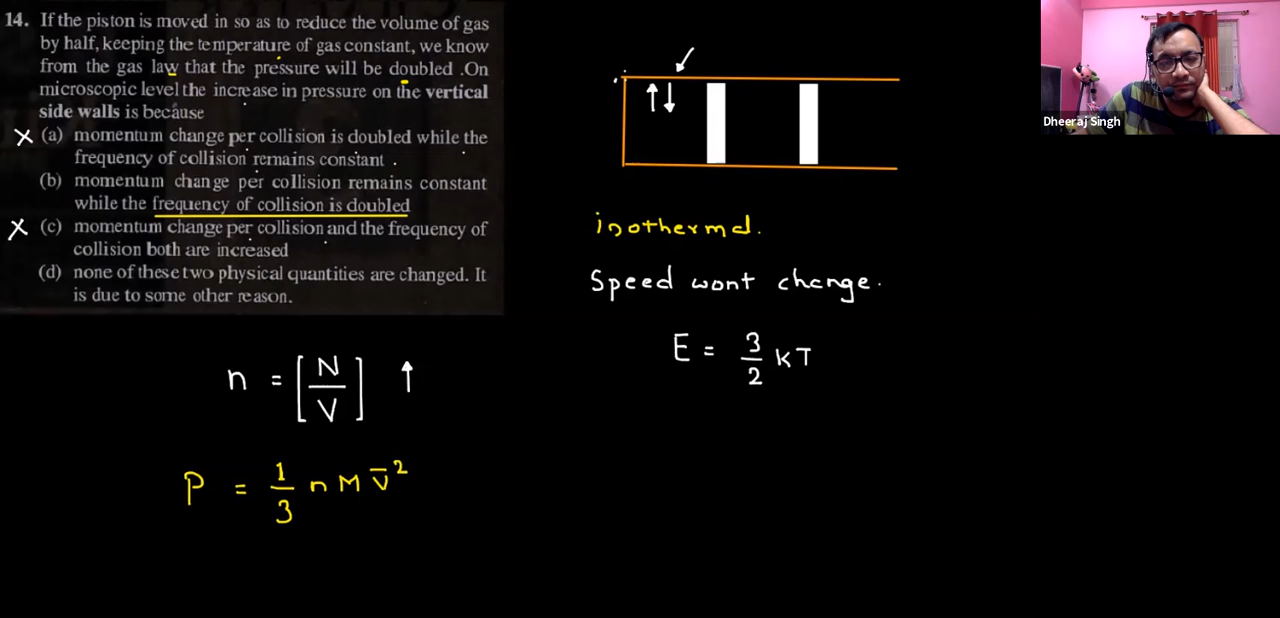 14. If the piston is moved in so as to reduce the volume of gas
by half, keeping the temperature of gas constant, we know
from the gas law that the pressure will be doubled .On
microscopic level the increase in pressure on the vertical
side walls is because
X (a) momentum change per collision is doubled while the
frequency of collision remains constant .
(b) momentum change per collision remains constant
while the frequency of collision is doubled
X (c) momentum change per collision and the frequency of
collision both are increased
(d) none of these two physical quantities are changed. It
is due to some other reason.
n = [N/V] ↑
P = 1/3 n M v̄²
isothermal.
Speed wont change.
E = 3/2 KT
Dheeraj Singh